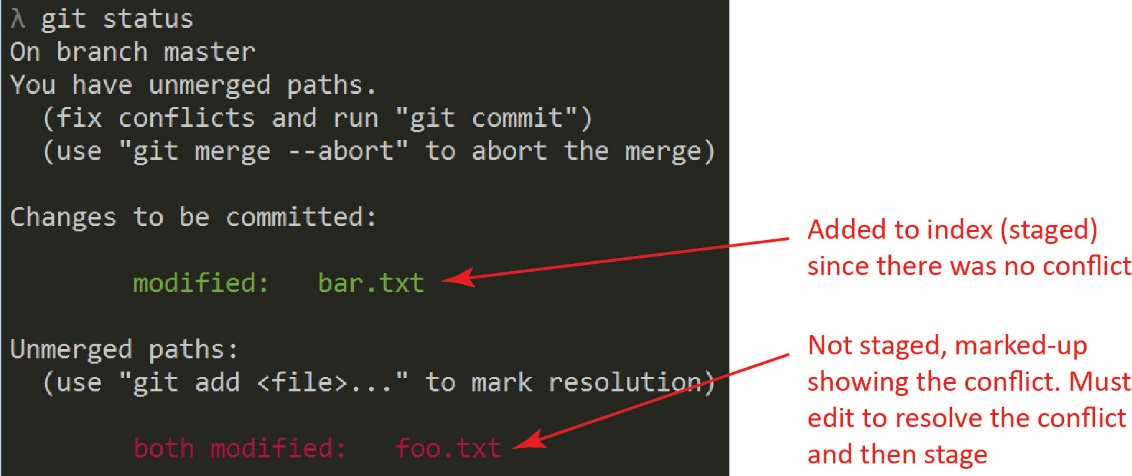 λ git status
On branch master
You have unmerged paths.
(fix conflicts and run "git commit")
(use "git merge --abort" to abort the merge)
Changes to be committed:
modified: bar.txt
Unmerged paths:
(use "git add <file>..." to mark resolution)
both modified: foo.txt
Added to index (staged)
since there was no conflict
Not staged, marked-up
showing the conflict. Must
edit to resolve the conflict
and then stage